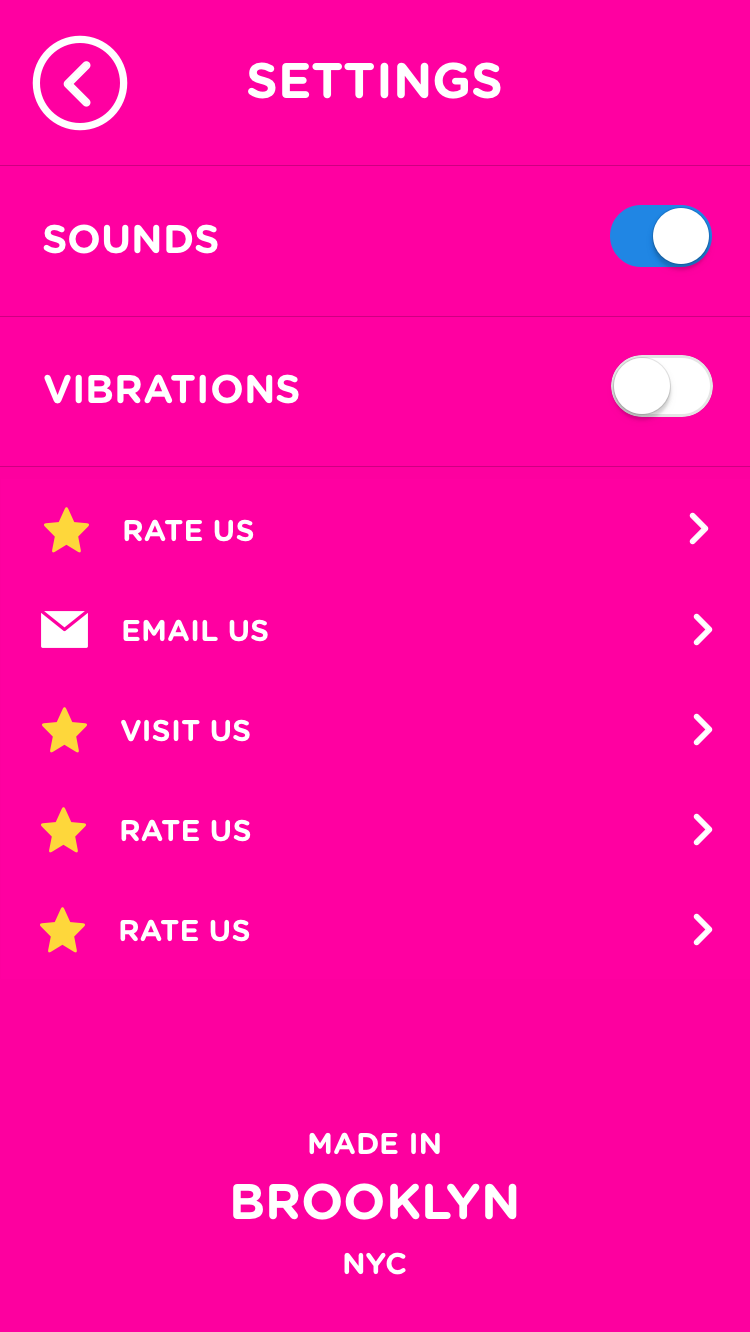 SETTINGS
SOUNDS
VIBRATIONS
RATE US
EMAIL US
VISIT US
RATE US
RATE US
MADE IN
BROOKLYN
NYC